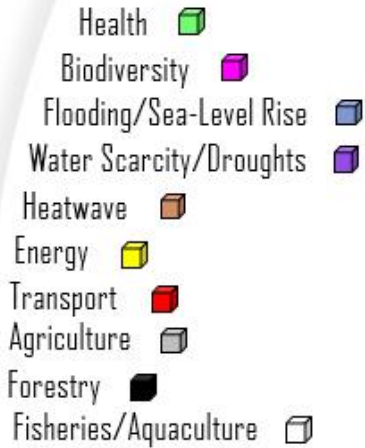 Health
Biodiversity
Flooding/Sea-Level Rise
Water Scarcity/Droughts
Heatwave
Energy
Transport
Agriculture
Forestry
Fisheries/Aquaculture